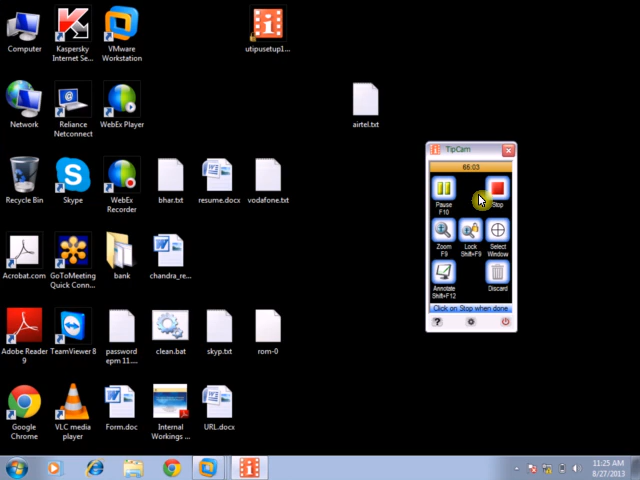 Computer
Kaspersky
Internet Se...
VMware
Workstation
utipusetup1...
Network
Reliance
Netconnect
WebEx Player
airtel.txt
Recycle Bin
Skype
WebEx
Recorder
bhar.txt
resume.docx
vodafone.txt
Acrobat.com
GoToMeeting
Quick Conn...
bank
chandra_re...
Adobe Reader
9
TeamViewer 8
password
epm 11....
clean.bat
skyp.txt
rom-0
Google
Chrome
VLC media
player
Form.doc
Internal
Workings ...
URL.docx
TipCam
Pause
F10
Stop
Zoom
F9
Lock
Shift+F9
Select
Window
Annotate
Shift+F12
Discard
Click on Stop when done
11:25 AM
8/27/2013